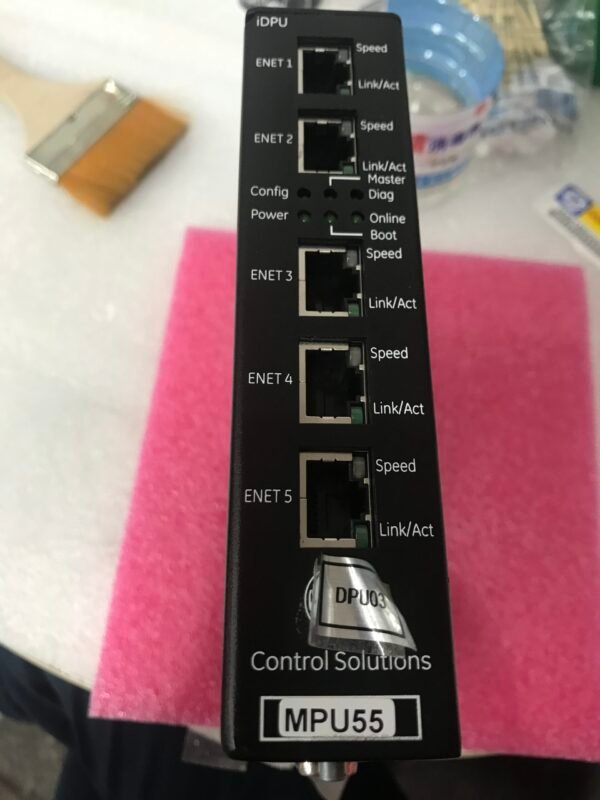 iDPU
ENET 1
Speed
Link/Act
ENET 2
Speed
Link/Act
Master
Config
Diag
Power
Online
Boot
ENET 3
Speed
Link/Act
ENET 4
Speed
Link/Act
ENET 5
Speed
Link/Act
DPU03
Control Solutions
MPU55